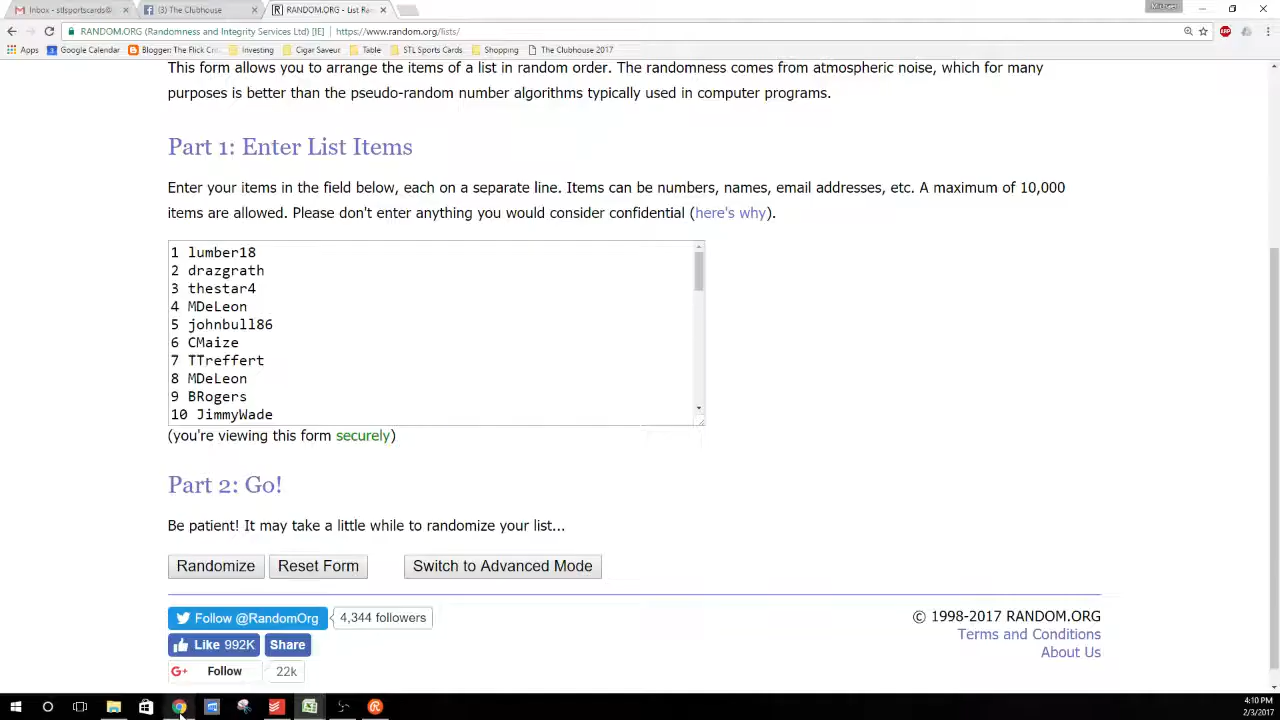 Inbox - stlsportscards@
(3) The Clubhouse
RANDOM.ORG - List Ra
RANDOM.ORG (Randomness and Integrity Services Ltd) [IE]
https://www.random.org/lists/
Apps
Google Calendar
Blogger: The Flick Cr
Investing
Cigar Saveur
Table
STL Sports Cards
Shopping
The Clubhouse 2017
This form allows you to arrange the items of a list in random order. The randomness comes from atmospheric noise, which for many
purposes is better than the pseudo-random number algorithms typically used in computer programs.
Part 1: Enter List Items
Enter your items in the field below, each on a separate line. Items can be numbers, names, email addresses, etc. A maximum of 10,000
items are allowed. Please don't enter anything you would consider confidential (here's why).
1 lumber18
2 drazgrath
3 thestar4
4 MDeLeon
5 johnbull86
6 CMaize
7 TTreffert
8 MDeLeon
9 BRogers
10 JimmyWade
(you're viewing this form securely)
Part 2: Go!
Be patient! It may take a little while to randomize your list...
Randomize
Reset Form
Switch to Advanced Mode
Follow @RandomOrg
4,344 followers
Like 992K
Share
G+ Follow
22k
© 1998-2017 RANDOM.ORG
Terms and Conditions
About Us
4:10 PM
2/3/2017